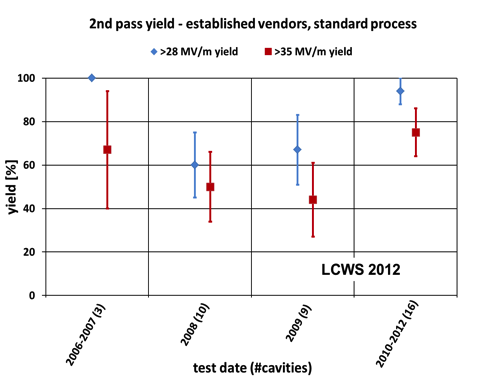 2nd pass yield - established vendors, standard process
>28 MV/m yield >35 MV/m yield
100
80
60
40
20
0
yield [%]
LCWS 2012
2006-2007 (3)
2008 (10)
2009 (9)
2010-2012 (16)
test date (#cavities)